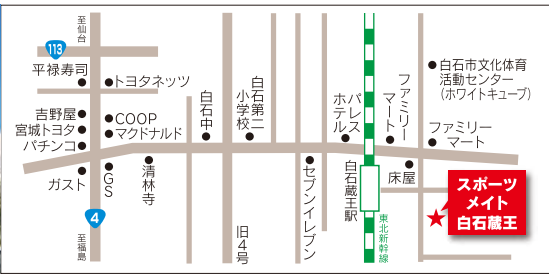 至仙台
113
平禄寿司
トヨタネッツ
吉野屋
宮城トヨタ
パチンコ
COOP
マクドナルド
ガスト
GS
清林寺
4
至福島
白石中
白石第二
小学校
旧4号
セブンイレブン
パレス
ホテル
白石蔵王駅
東北新幹線
ファミリー
マート
床屋
白石市文化体育
活動センター
(ホワイトキューブ)
ファミリー
マート
スポーツ
メイト
白石蔵王